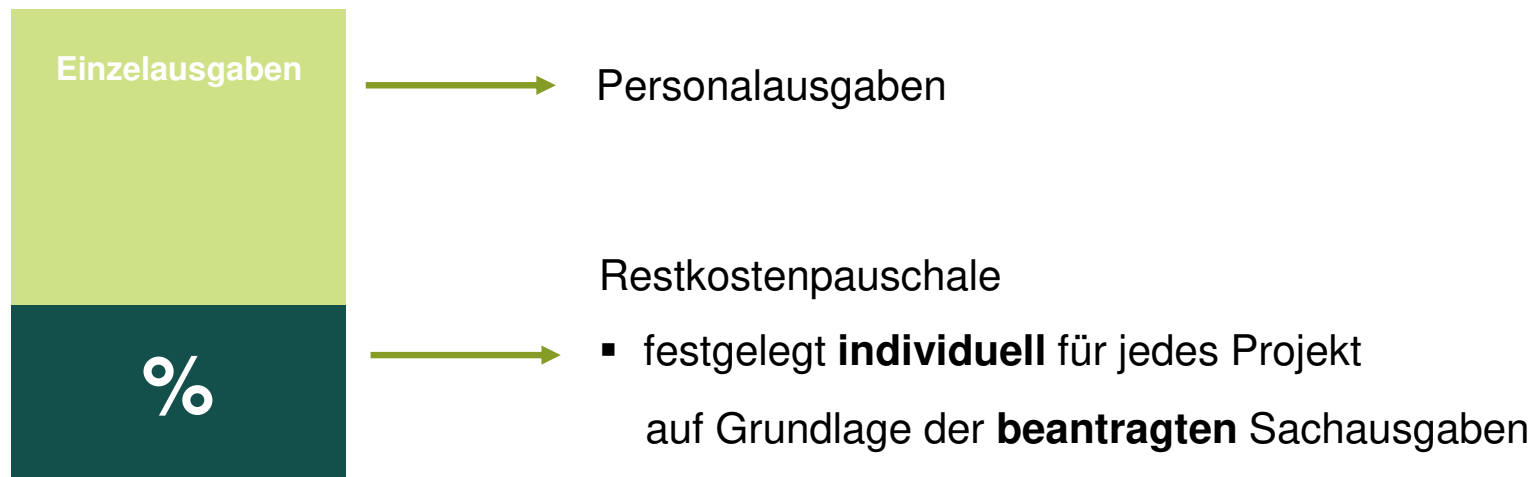 Einzelausgaben
Personalausgaben
Restkostenpauschale
▪ festgelegt individuell für jedes Projekt
auf Grundlage der beantragten Sachausgaben
%